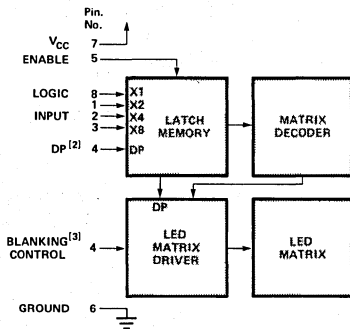 Pin.
No.
VCC 7
ENABLE 5
LOGIC 8 X1
1 X2
INPUT 2 X4
3 X8
DP [2] 4 DP
LATCH
MEMORY
MATRIX
DECODER
DP
BLANKING [3]
CONTROL 4
LED
MATRIX
DRIVER
LED
MATRIX
GROUND 6